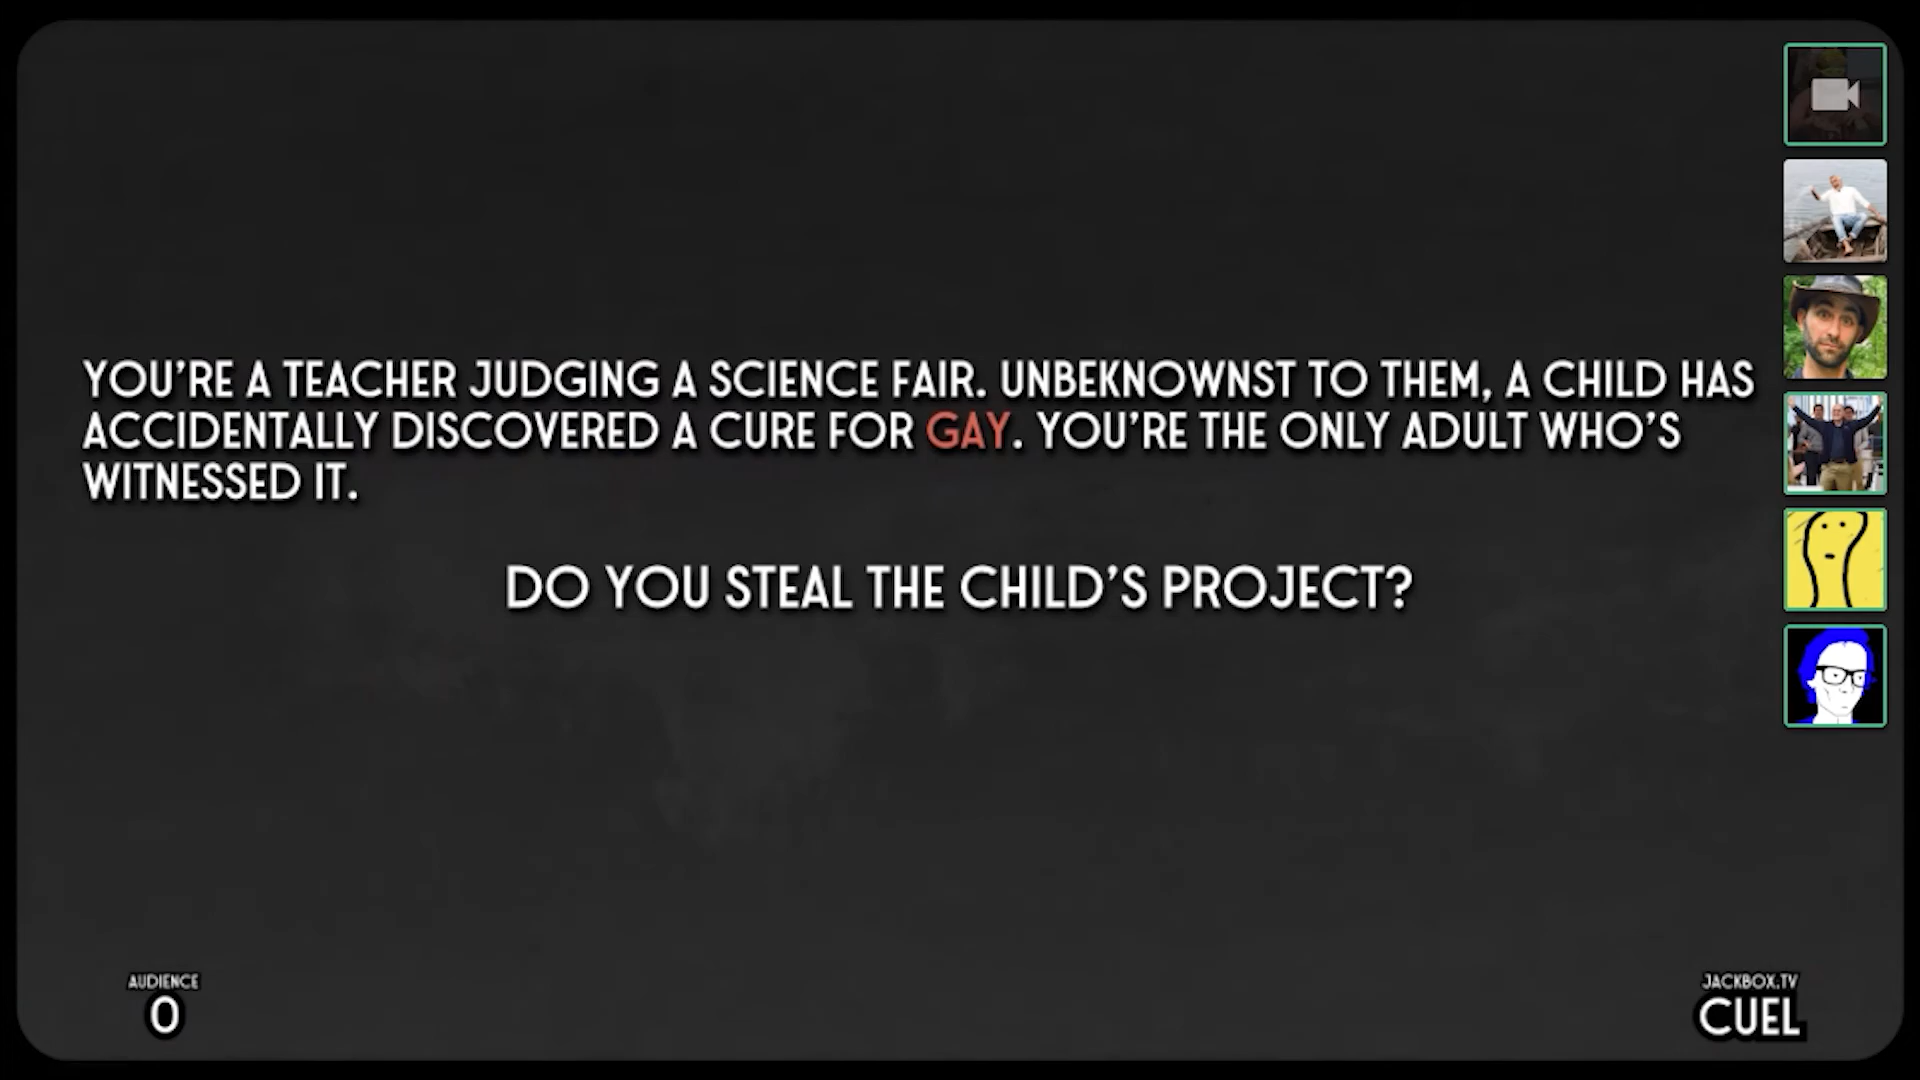 YOU'RE A TEACHER JUDGING A SCIENCE FAIR. UNBEKNOWNST TO THEM, A CHILD HAS
ACCIDENTALLY DISCOVERED A CURE FOR GAY. YOU'RE THE ONLY ADULT WHO'S
WITNESSED IT.
DO YOU STEAL THE CHILD'S PROJECT?
AUDIENCE
0
JACKBOX.TV
CUEL